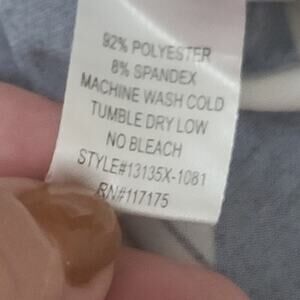 92% POLYESTER
8% SPANDEX
MACHINE WASH COLD
TUMBLE DRY LOW
NO BLEACH
STYLE#13135X-1081
RN#117175